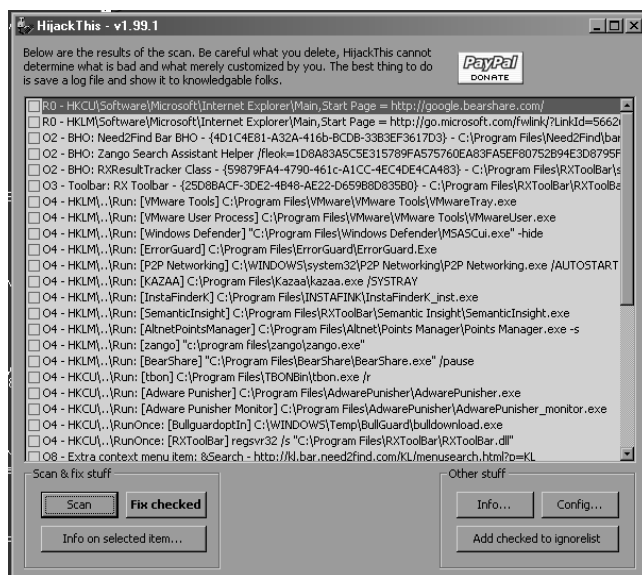 HijackThis - v1.99.1
Below are the results of the scan. Be careful what you delete, HijackThis cannot
determine what is bad and what merely customized by you. The best thing to do
is save a log file and show it to knowledgable folks.
PayPal
DONATE
R0 - HKCU\Software\Microsoft\Internet Explorer\Main,Start Page = http://google.bearshare.com/
R0 - HKLM\Software\Microsoft\Internet Explorer\Main,Start Page = http://go.microsoft.com/fwlink/?LinkId=5662
O2 - BHO: Need2Find Bar BHO - {4D1C4E81-A32A-416b-BCDB-33B3EF3617D3} - C:\Program Files\Need2Find\bar
O2 - BHO: Zango Search Assistant Helper /fleok=1D8A83A5C5E315789FA575760EA83FA5EF80752B94E3D8795F
O2 - BHO: RXResultTracker Class - {59879FA4-4790-461c-A1CC-4EC4DE4CA483} - C:\Program Files\RXToolBar\s
O3 - Toolbar: RX Toolbar - {25D8BACF-3DE2-4B48-AE22-D659B8D835B0} - C:\Program Files\RXToolBar\RXToolBa
O4 - HKLM\..\Run: [VMware Tools] C:\Program Files\VMware\VMware Tools\VMwareTray.exe
O4 - HKLM\..\Run: [VMware User Process] C:\Program Files\VMware\VMware Tools\VMwareUser.exe
O4 - HKLM\..\Run: [Windows Defender] "C:\Program Files\Windows Defender\MSASCui.exe" -hide
O4 - HKLM\..\Run: [ErrorGuard] C:\Program Files\ErrorGuard\ErrorGuard.Exe
O4 - HKLM\..\Run: [P2P Networking] C:\WINDOWS\system32\P2P Networking\P2P Networking.exe /AUTOSTART
O4 - HKLM\..\Run: [KAZAA] C:\Program Files\Kazaa\kazaa.exe /SYSTRAY
O4 - HKLM\..\Run: [InstaFinderK] C:\Program Files\INSTAFINK\InstaFinderK_inst.exe
O4 - HKLM\..\Run: [SemanticInsight] C:\Program Files\RXToolBar\Semantic Insight\SemanticInsight.exe
O4 - HKLM\..\Run: [AltnetPointsManager] C:\Program Files\Altnet\Points Manager\Points Manager.exe -s
O4 - HKLM\..\Run: [zango] "c:\program files\zango\zango.exe"
O4 - HKLM\..\Run: [BearShare] "C:\Program Files\BearShare\BearShare.exe" /pause
O4 - HKCU\..\Run: [tbon] C:\Program Files\TBONBin\tbon.exe /r
O4 - HKCU\..\Run: [Adware Punisher] C:\Program Files\AdwarePunisher\AdwarePunisher.exe
O4 - HKCU\..\Run: [Adware Punisher Monitor] C:\Program Files\AdwarePunisher\AdwarePunisher_monitor.exe
O4 - HKCU\..\RunOnce: [BullguardoptIn] C:\WINDOWS\Temp\BullGuard\bulldownload.exe
O4 - HKCU\..\RunOnce: [RXToolBar] regsvr32 /s "C:\Program Files\RXToolBar\RXToolBar.dll"
O8 - Extra context menu item: &Search - http://kl.bar.need2find.com/KL/menusearch.html?p=KL
Scan & fix stuff
Scan
Fix checked
Info on selected item...
Other stuff
Info...
Config...
Add checked to ignorelist